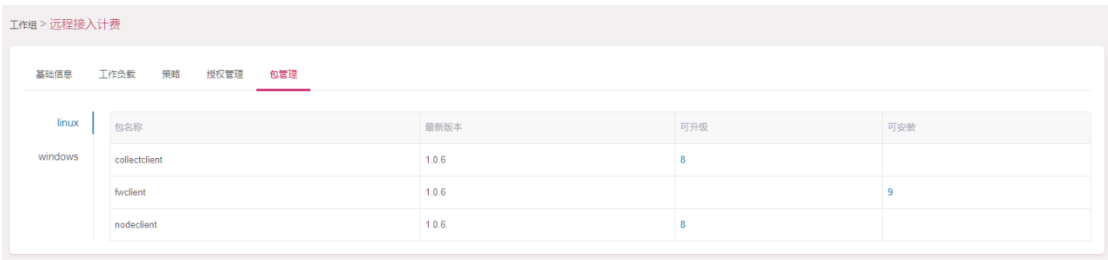 工作组 > 远程接入计费
基础信息 工作负载 策略 授权管理 包管理
linux
windows
包名称 最新版本 可升级 可安装
collectclient 1.0.6 8
fwclient 1.0.6 9
nodeclient 1.0.6 8